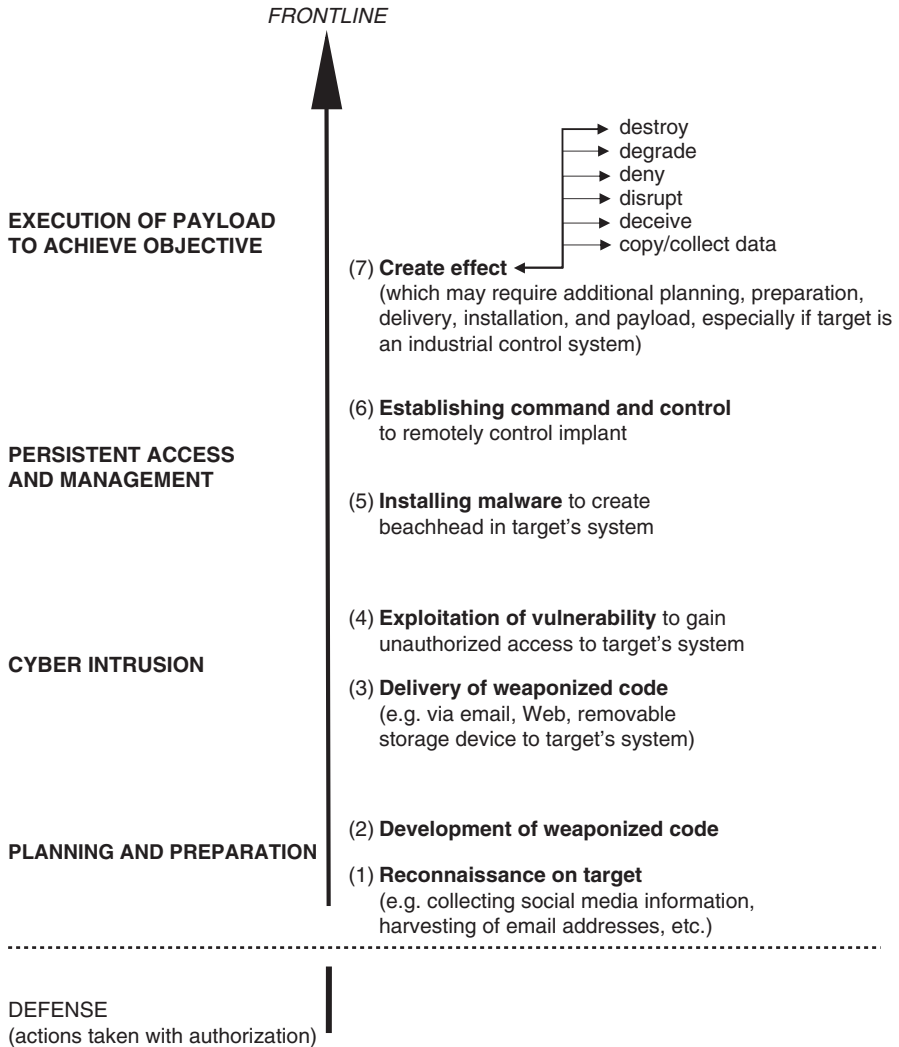 FRONTLINE
destroy
degrade
deny
disrupt
deceive
copy/collect data
EXECUTION OF PAYLOAD
TO ACHIEVE OBJECTIVE
(7) Create effect
(which may require additional planning, preparation,
delivery, installation, and payload, especially if target is
an industrial control system)
PERSISTENT ACCESS
AND MANAGEMENT
(6) Establishing command and control
to remotely control implant
(5) Installing malware to create
beachhead in target's system
CYBER INTRUSION
(4) Exploitation of vulnerability to gain
unauthorized access to target's system
(3) Delivery of weaponized code
(e.g. via email, Web, removable
storage device to target's system)
PLANNING AND PREPARATION
(2) Development of weaponized code
(1) Reconnaissance on target
(e.g. collecting social media information,
harvesting of email addresses, etc.)
DEFENSE
(actions taken with authorization)